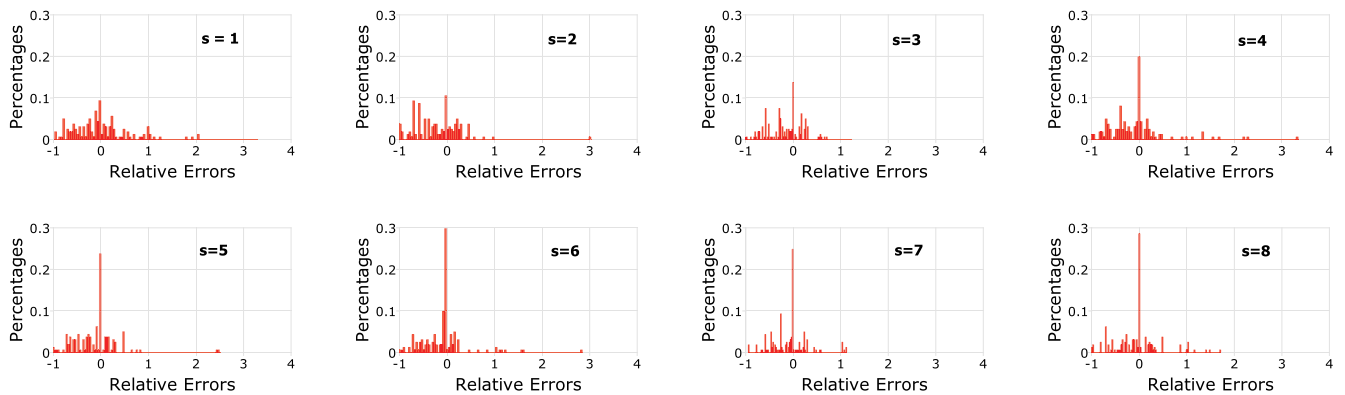 0.3
0.2
0.1
0
-1 0 1 2 3 4
Percentages
Relative Errors
s = 1
0.3
0.2
0.1
0
-1 0 1 2 3 4
Percentages
Relative Errors
s=2
0.3
0.2
0.1
0
-1 0 1 2 3 4
Percentages
Relative Errors
s=3
0.3
0.2
0.1
0
-1 0 1 2 3 4
Percentages
Relative Errors
s=4
0.3
0.2
0.1
0
-1 0 1 2 3 4
Percentages
Relative Errors
s=5
0.3
0.2
0.1
0
-1 0 1 2 3 4
Percentages
Relative Errors
s=6
0.3
0.2
0.1
0
-1 0 1 2 3 4
Percentages
Relative Errors
s=7
0.3
0.2
0.1
0
-1 0 1 2 3 4
Percentages
Relative Errors
s=8